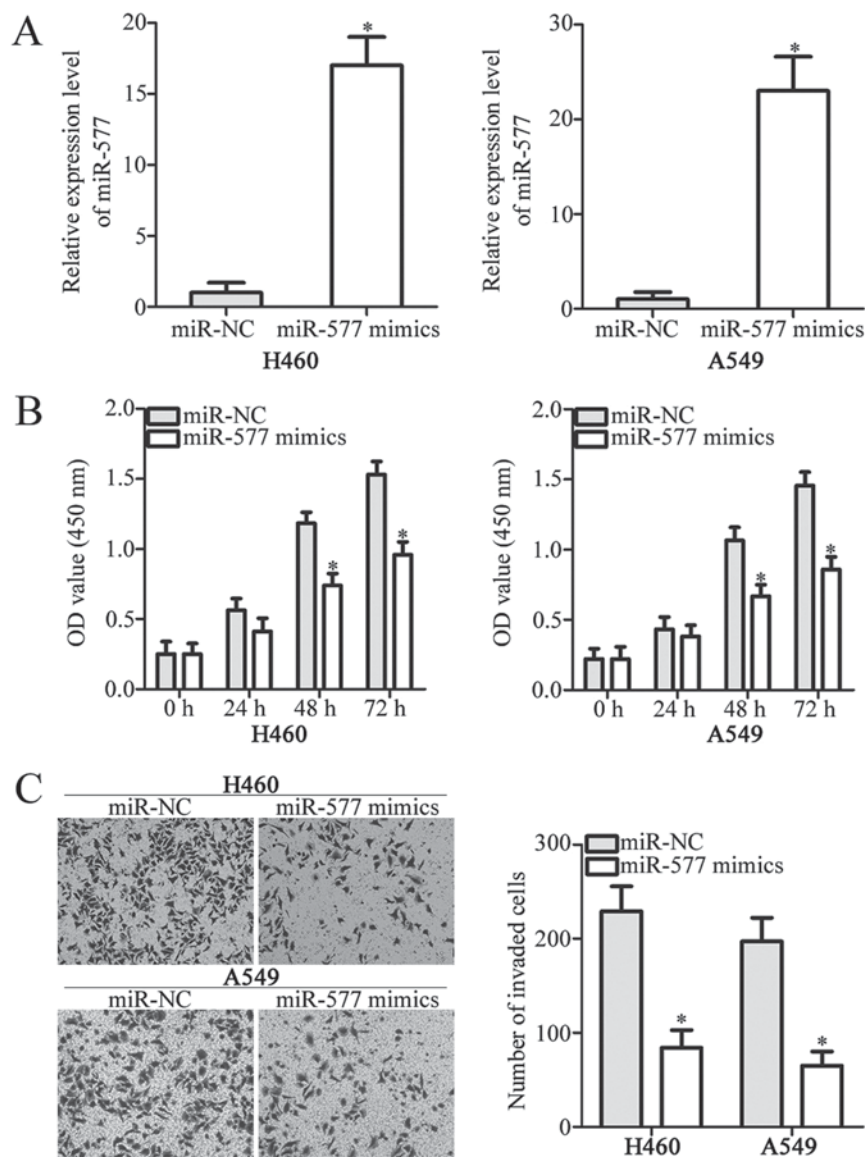 A
Relative expression level
of miR-577
20
15
10
5
0
*
miR-NC
miR-577 mimics
H460
Relative expression level
of miR-577
30
20
10
0
*
miR-NC
miR-577 mimics
A549
B
OD value (450 nm)
2.0
1.5
1.0
0.5
0.0
miR-NC
miR-577 mimics
*
*
0 h 24 h 48 h 72 h
H460
OD value (450 nm)
2.0
1.5
1.0
0.5
0.0
miR-NC
miR-577 mimics
*
*
0 h 24 h 48 h 72 h
A549
C
H460
miR-NC miR-577 mimics
A549
miR-NC miR-577 mimics
Number of invaded cells
300
200
100
0
miR-NC
miR-577 mimics
*
*
H460 A549